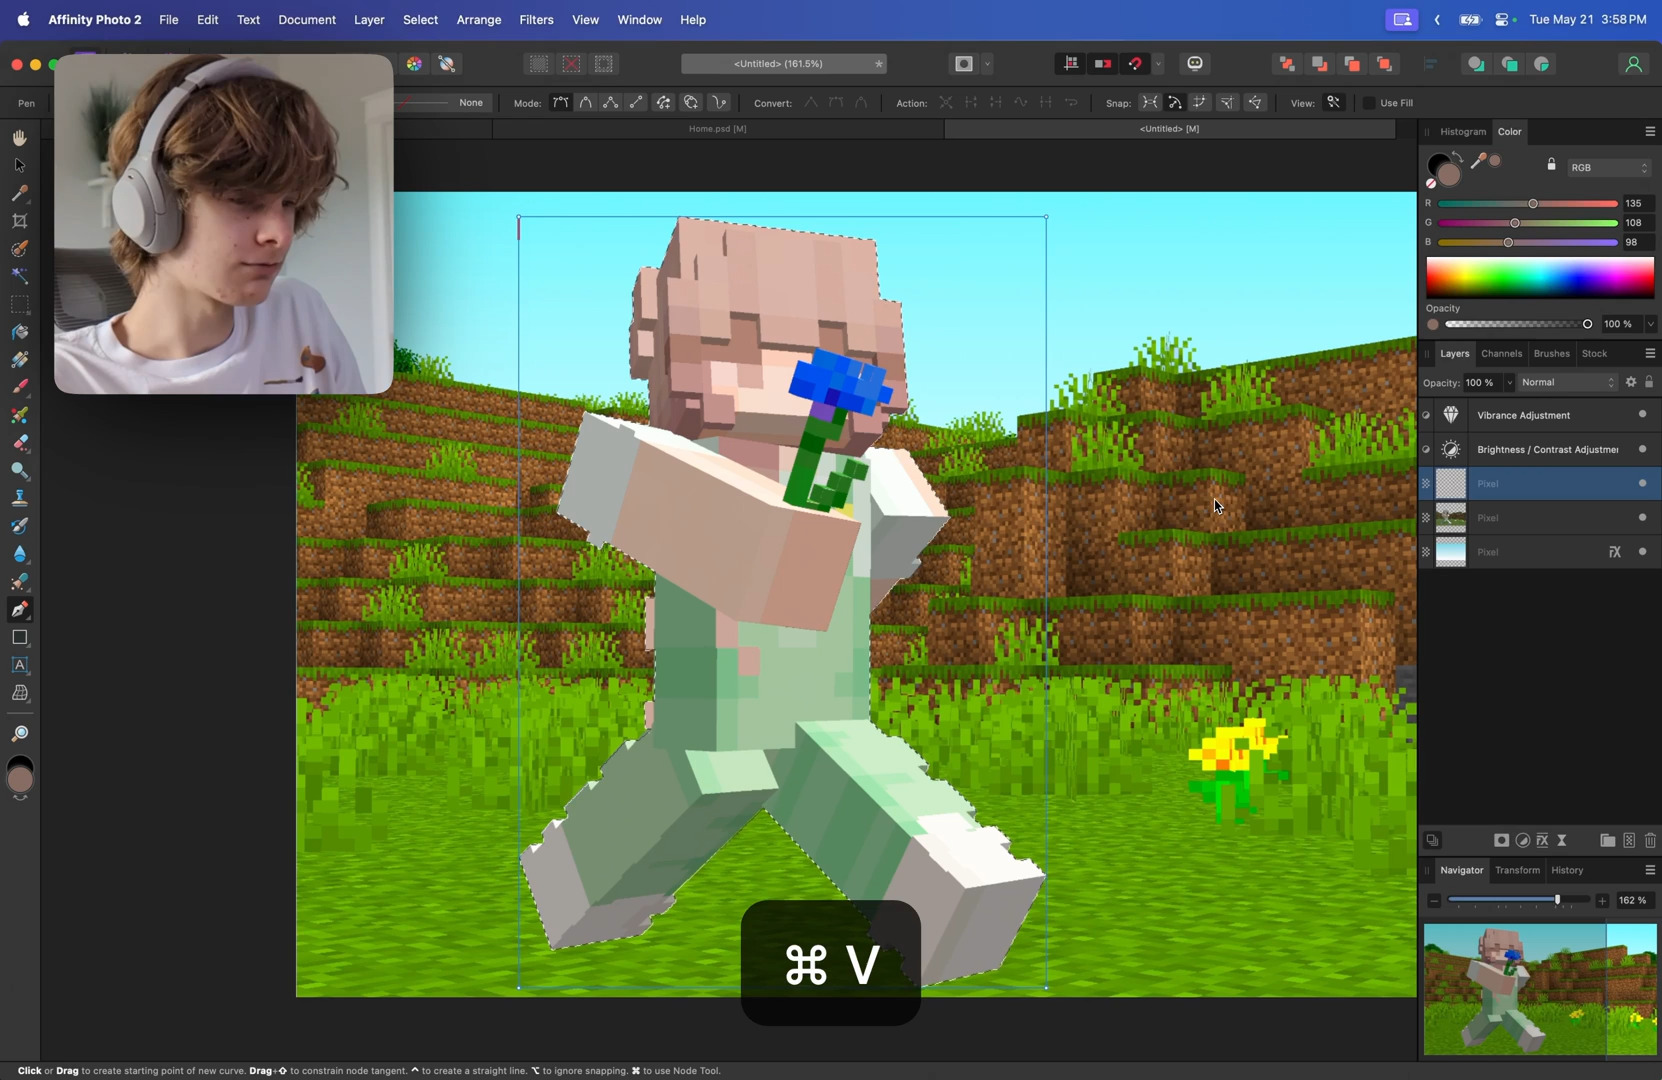 Affinity Photo 2 File Edit Text Document Layer Select Arrange Filters View Window Help Tue May 21 3:58 PM
<Untitled> (161.5%) *
Pen None Mode: Convert: Action: Snap: View: Use Fill
Home.psd [M] <Untitled> [M]
Histogram Color
RGB
R 135
G 108
B 98
Opacity
100 %
Layers Channels Brushes Stock
Opacity: 100 % Normal
Vibrance Adjustment
Brightness / Contrast Adjustmer
Pixel
Pixel
Pixel
Navigator Transform History
162 %
⌘ V
Click or Drag to create starting point of new curve. Drag+⇧ to constrain node tangent. ⌃ to create a straight line. ⌥ to ignore snapping. ⌘ to use Node Tool.